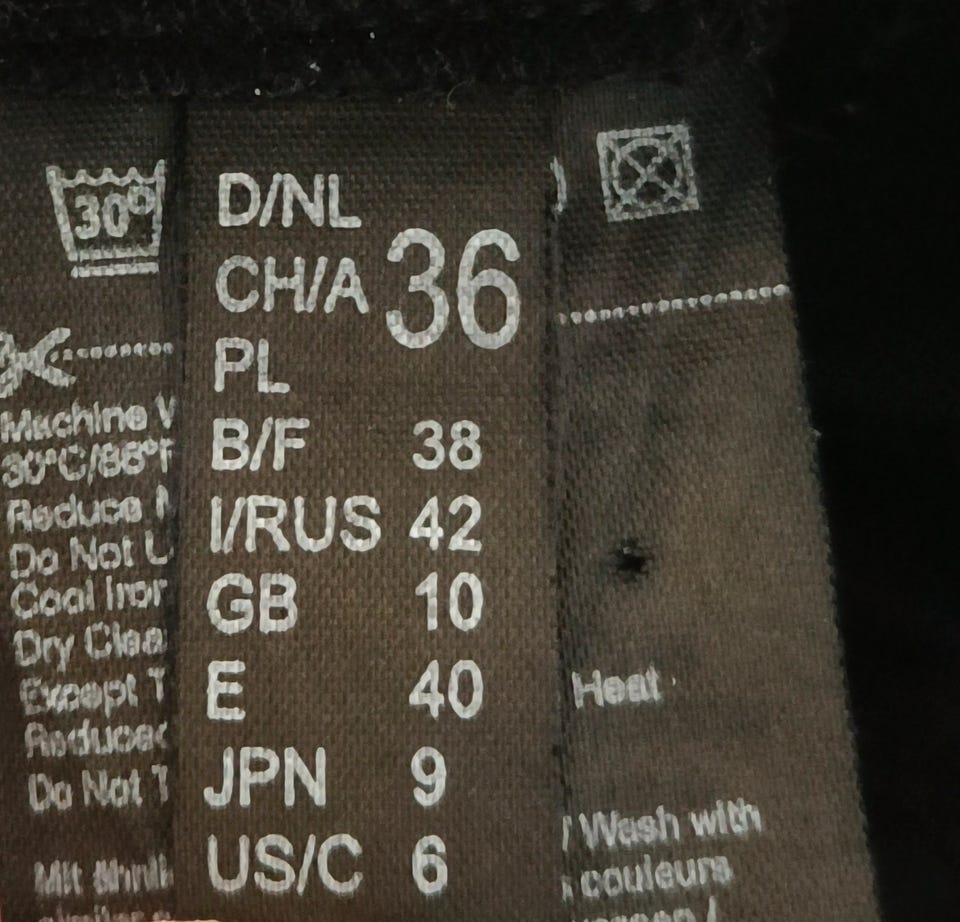 30°
Machine
30°C/86°F
Reduce
Do Not
Cool Iron
Dry Clea
Except
Reduced
Do Not
Mit
D/NL
CH/A 36
PL
B/F 38
I/RUS 42
GB 10
E 40
JPN 9
US/C 6
)
Heat
/ Wash with
couleurs